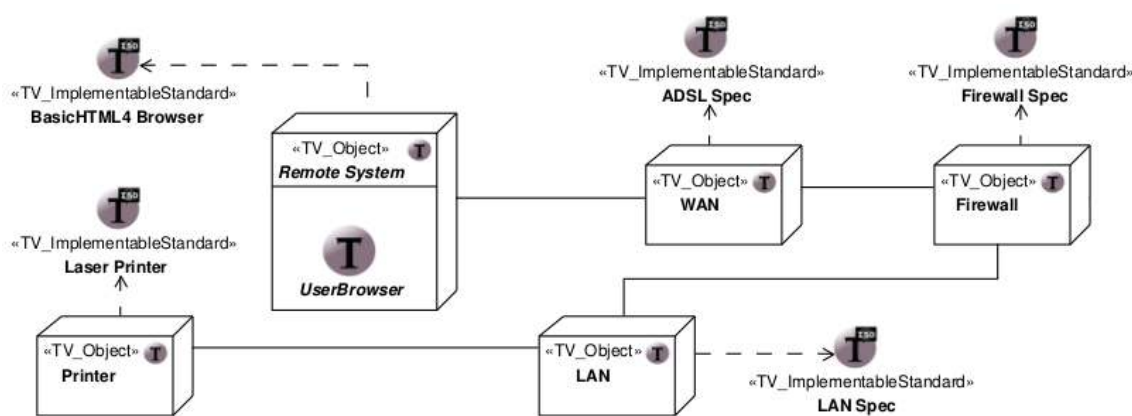 «TV_ImplementableStandard»
BasicHTML4 Browser
«TV_ImplementableStandard»
ADSL Spec
«TV_ImplementableStandard»
Firewall Spec
«TV_Object»
Remote System
T
UserBrowser
«TV_Object»
WAN
«TV_Object»
Firewall
«TV_ImplementableStandard»
Laser Printer
«TV_Object»
Printer
«TV_Object»
LAN
«TV_ImplementableStandard»
LAN Spec